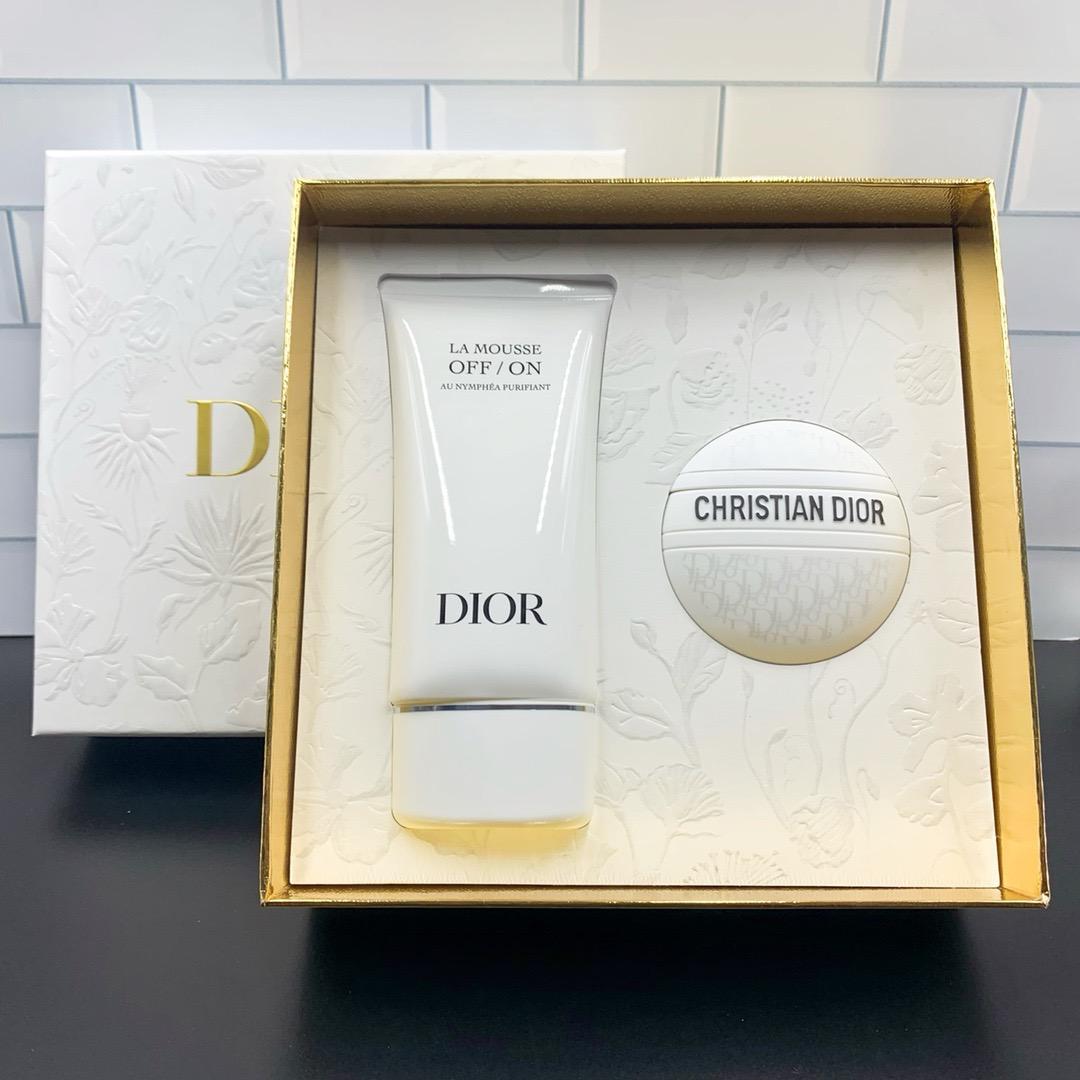 LA MOUSSE
OFF / ON
AU NYMPHÉA PURIFIANT
DIOR
CHRISTIAN DIOR